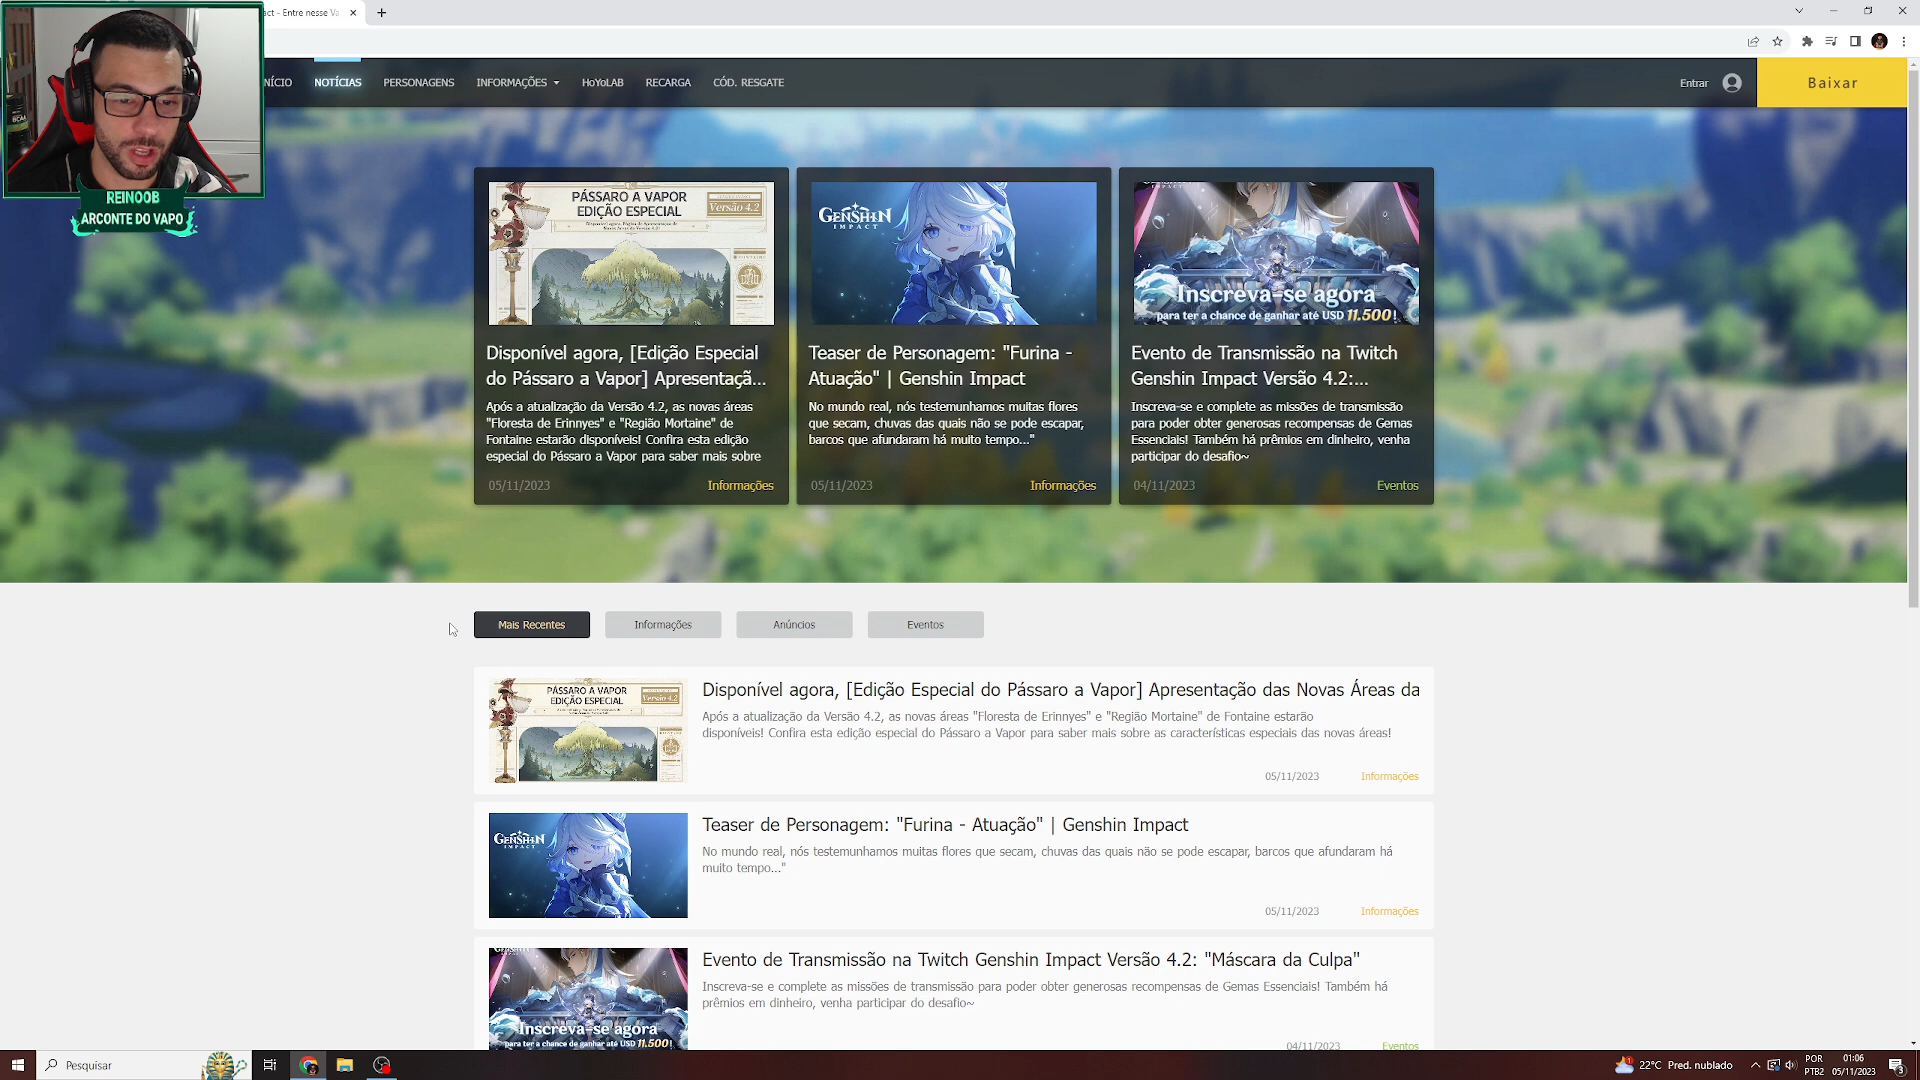 act - Entre nesse Va
REINOOB
ARCONTE DO VAPO
NÍCIO
NOTÍCIAS
PERSONAGENS
INFORMAÇÕES
HoYoLAB
RECARGA
CÓD. RESGATE
Entrar
Baixar
PÁSSARO A VAPOR
EDIÇÃO ESPECIAL
Versão 4.2
Disponível agora, [Edição Especial
do Pássaro a Vapor] Apresentaçã...
Após a atualização da Versão 4.2, as novas áreas
"Floresta de Erinnyes" e "Região Mortaine" de
Fontaine estarão disponíveis! Confira esta edição
especial do Pássaro a Vapor para saber mais sobre
05/11/2023
Informações
GENSHIN
IMPACT
Teaser de Personagem: "Furina -
Atuação" | Genshin Impact
No mundo real, nós testemunhamos muitas flores
que secam, chuvas das quais não se pode escapar,
barcos que afundaram há muito tempo..."
05/11/2023
Informações
IMPACT
Inscreva-se agora
para ter a chance de ganhar até USD 11.500!
Evento de Transmissão na Twitch
Genshin Impact Versão 4.2:...
Inscreva-se e complete as missões de transmissão
para poder obter generosas recompensas de Gemas
Essenciais! Também há prêmios em dinheiro, venha
participar do desafio~
04/11/2023
Eventos
Mais Recentes
Informações
Anúncios
Eventos
PÁSSARO A VAPOR
EDIÇÃO ESPECIAL
Versão 4.2
Disponível agora, [Edição Especial do Pássaro a Vapor] Apresentação das Novas Áreas da
Após a atualização da Versão 4.2, as novas áreas "Floresta de Erinnyes" e "Região Mortaine" de Fontaine estarão
disponíveis! Confira esta edição especial do Pássaro a Vapor para saber mais sobre as características especiais das novas áreas!
05/11/2023
Informações
GENSHIN
IMPACT
Teaser de Personagem: "Furina - Atuação" | Genshin Impact
No mundo real, nós testemunhamos muitas flores que secam, chuvas das quais não se pode escapar, barcos que afundaram há
muito tempo..."
05/11/2023
Informações
Inscreva-se agora
para ter a chance de ganhar até USD 11.500!
Evento de Transmissão na Twitch Genshin Impact Versão 4.2: "Máscara da Culpa"
Inscreva-se e complete as missões de transmissão para poder obter generosas recompensas de Gemas Essenciais! Também há
prêmios em dinheiro, venha participar do desafio~
04/11/2023
Eventos
Pesquisar
1
22°C Pred. nublado
POR
PTB2
01:06
05/11/2023
3